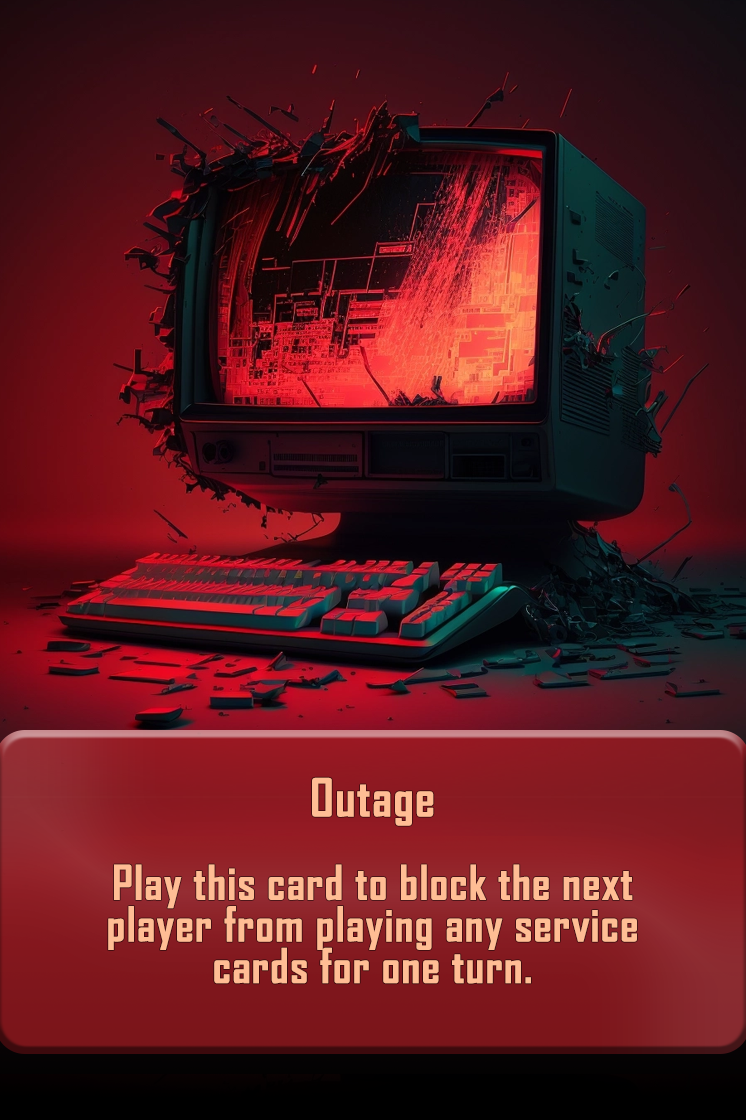 Outage
Play this card to block the next
player from playing any service
cards for one turn.